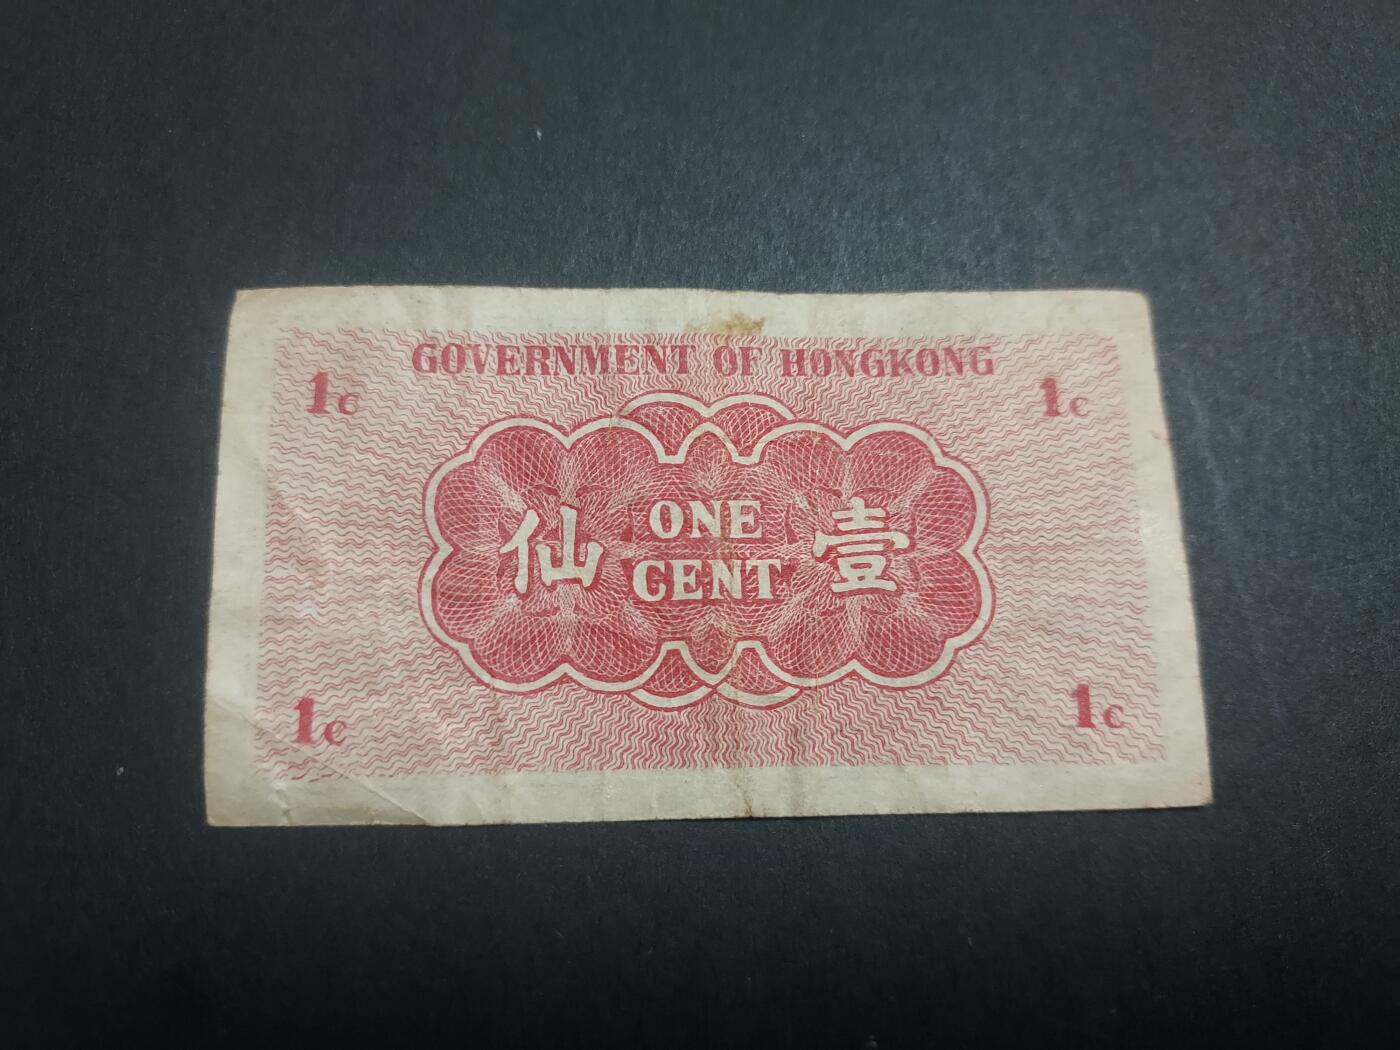 GOVERNMENT OF HONGKONG
1c 1c
仙 ONE CENT 壹
1c 1c